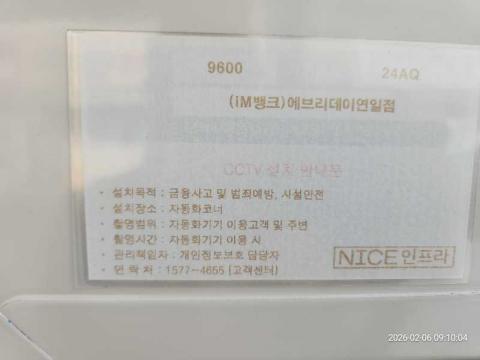 9600 24AQ
(iM뱅크)에브리데이연일점
CCTV 설치 안내문
· 설치목적 : 금융사고 및 범죄예방, 시설안전
· 설치장소 : 자동화코너
· 촬영범위 : 자동화기기 이용고객 및 주변
· 촬영시간 : 자동화기기 이용 시
· 관리책임자 : 개인정보보호 담당자
· 연 락 처 : 1577-4655 (고객센터)
NICE인프라
2026-02-06 09:10:04